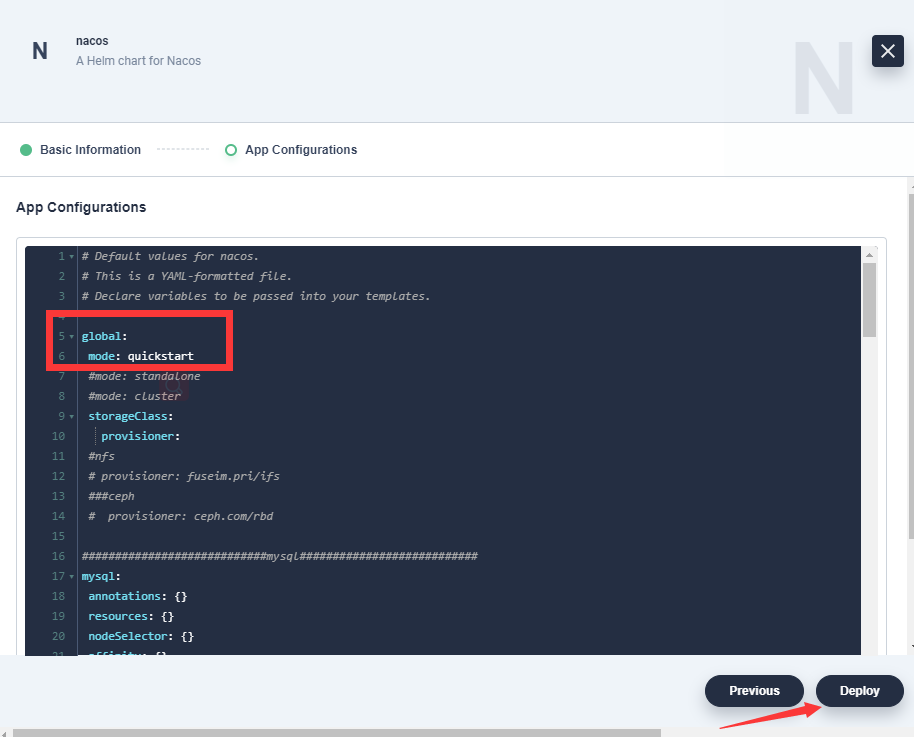 N
nacos
A Helm chart for Nacos
N
Basic Information
App Configurations
App Configurations
1 # Default values for nacos.
2 # This is a YAML-formatted file.
3 # Declare variables to be passed into your templates.
4
5 global:
6 mode: quickstart
7 #mode: standalone
8 #mode: cluster
9 storageClass:
10 provisioner:
11 #nfs
12 # provisioner: fuseim.pri/ifs
13 ###ceph
14 #  provisioner: ceph.com/rbd
15
16 ############################mysql###########################
17 mysql:
18 annotations: {}
19 resources: {}
20 nodeSelector: {}
21 affinity: {}
Previous
Deploy